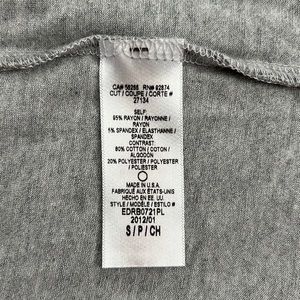 CA# 56286 RN# 92874
CUT / COUPE / CORTE #
27134
SELF:
95% RAYON / RAYONNE /
RAYON
5% SPANDEX / ELASTHANNE /
SPANDEX
CONTRAST:
80% COTTON / COTON /
ALGODON
20% POLYESTER / POLYESTER /
POLIESTER
MADE IN U.S.A.
FABRIQUÉ AUX ÉTATS-UNIS
HECHO EN EE. UU.
STYLE / MODÈLE / ESTILO #
EDRB0721PL
2012/01
S / P / CH